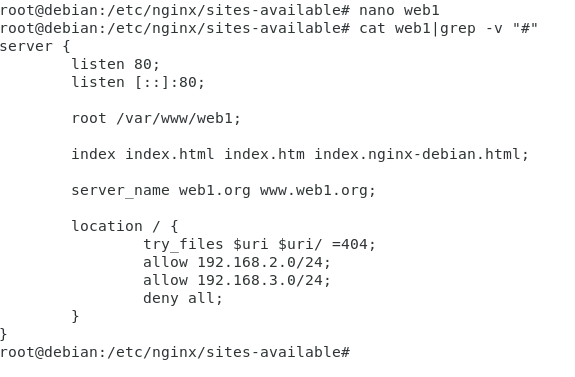 root@debian:/etc/nginx/sites-available# nano web1
root@debian:/etc/nginx/sites-available# cat web1|grep -v "#"
server {
        listen 80;
        listen [::]:80;

        root /var/www/web1;

        index index.html index.htm index.nginx-debian.html;

        server_name web1.org www.web1.org;

        location / {
                try_files $uri $uri/ =404;
                allow 192.168.2.0/24;
                allow 192.168.3.0/24;
                deny all;
        }
}
root@debian:/etc/nginx/sites-available#